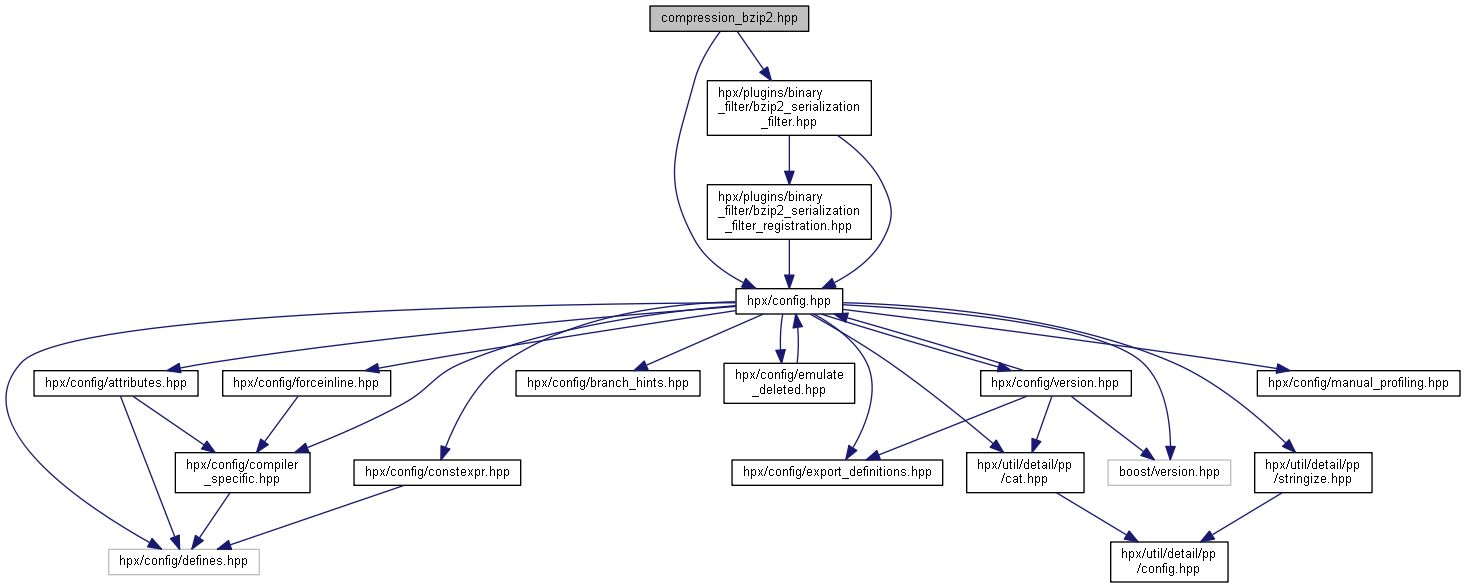 compression_bzip2.hpp
hpx/plugins/binary
_filter/bzip2_serialization
_filter.hpp
hpx/plugins/binary
_filter/bzip2_serialization
_filter_registration.hpp
hpx/config.hpp
hpx/config/attributes.hpp
hpx/config/forceinline.hpp
hpx/config/branch_hints.hpp
hpx/config/emulate
_deleted.hpp
hpx/config/version.hpp
hpx/config/manual_profiling.hpp
hpx/config/compiler
_specific.hpp
hpx/config/constexpr.hpp
hpx/config/export_definitions.hpp
hpx/util/detail/pp
/cat.hpp
boost/version.hpp
hpx/util/detail/pp
/stringize.hpp
hpx/config/defines.hpp
hpx/util/detail/pp
/config.hpp